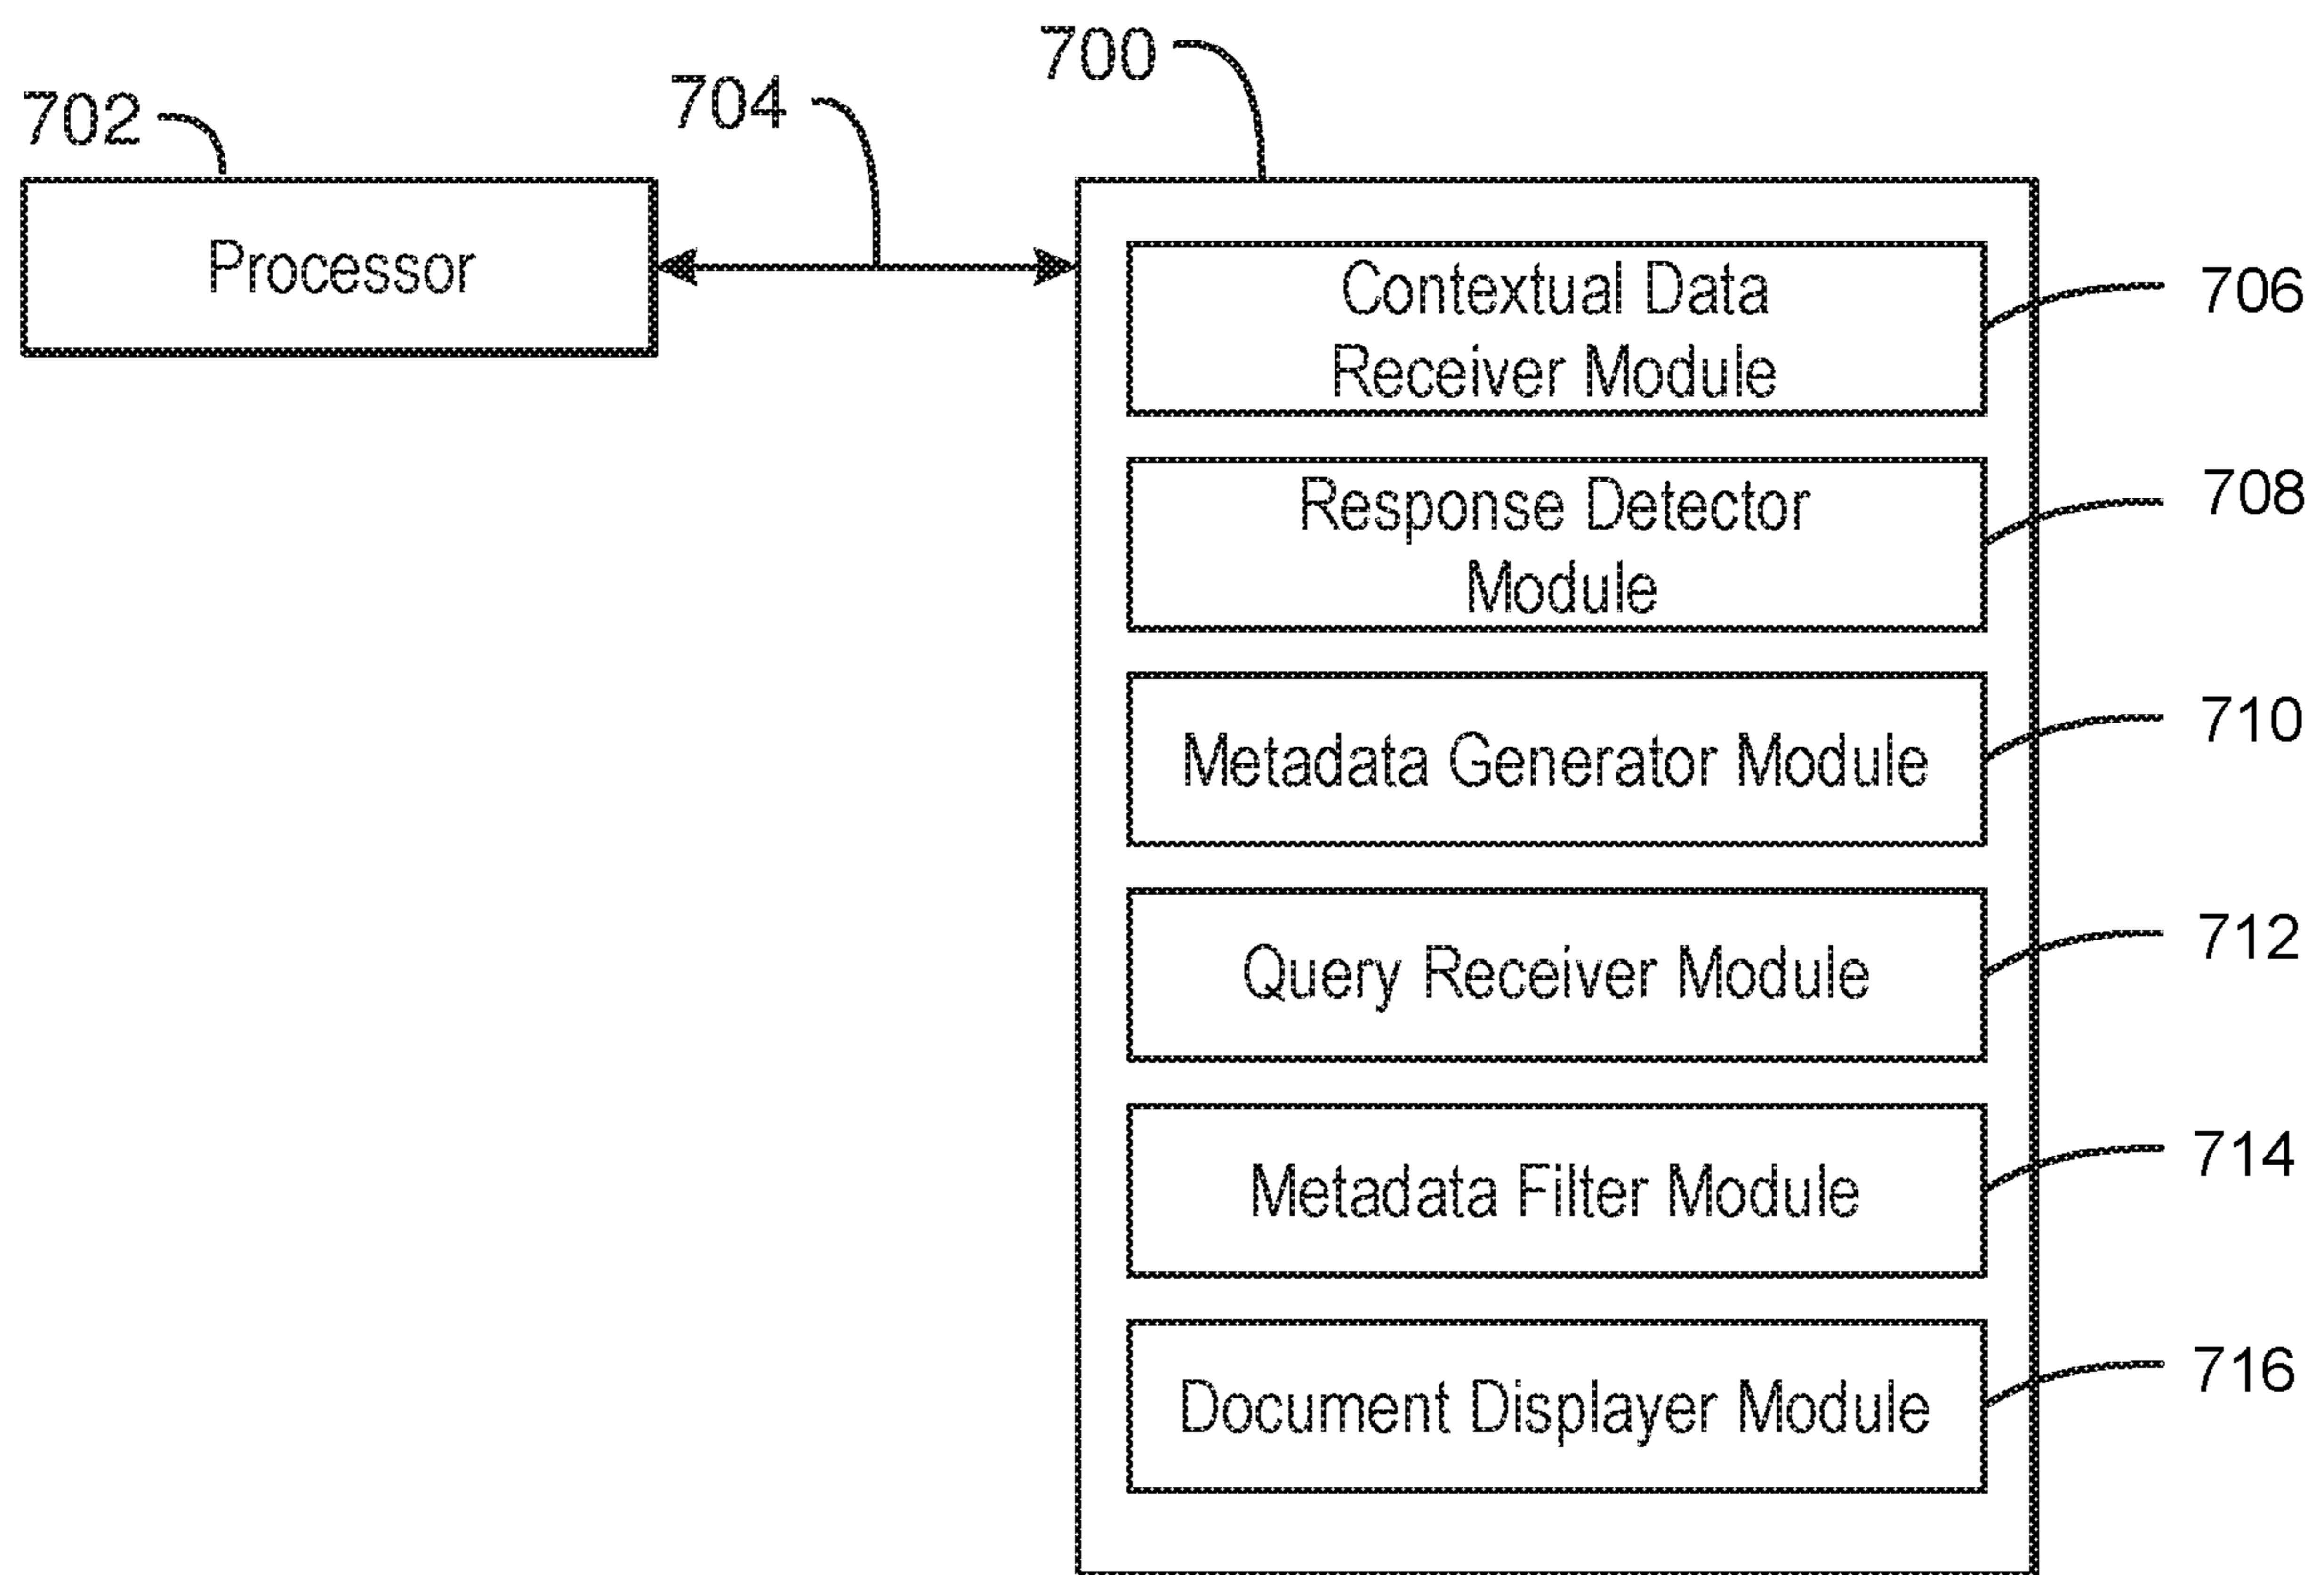 700
704
702
Processor
Contextual Data
Receiver Module
706
Response Detector
Module
708
Metadata Generator Module
710
Query Receiver Module
712
Metadata Filter Module
714
Document Displayer Module
716